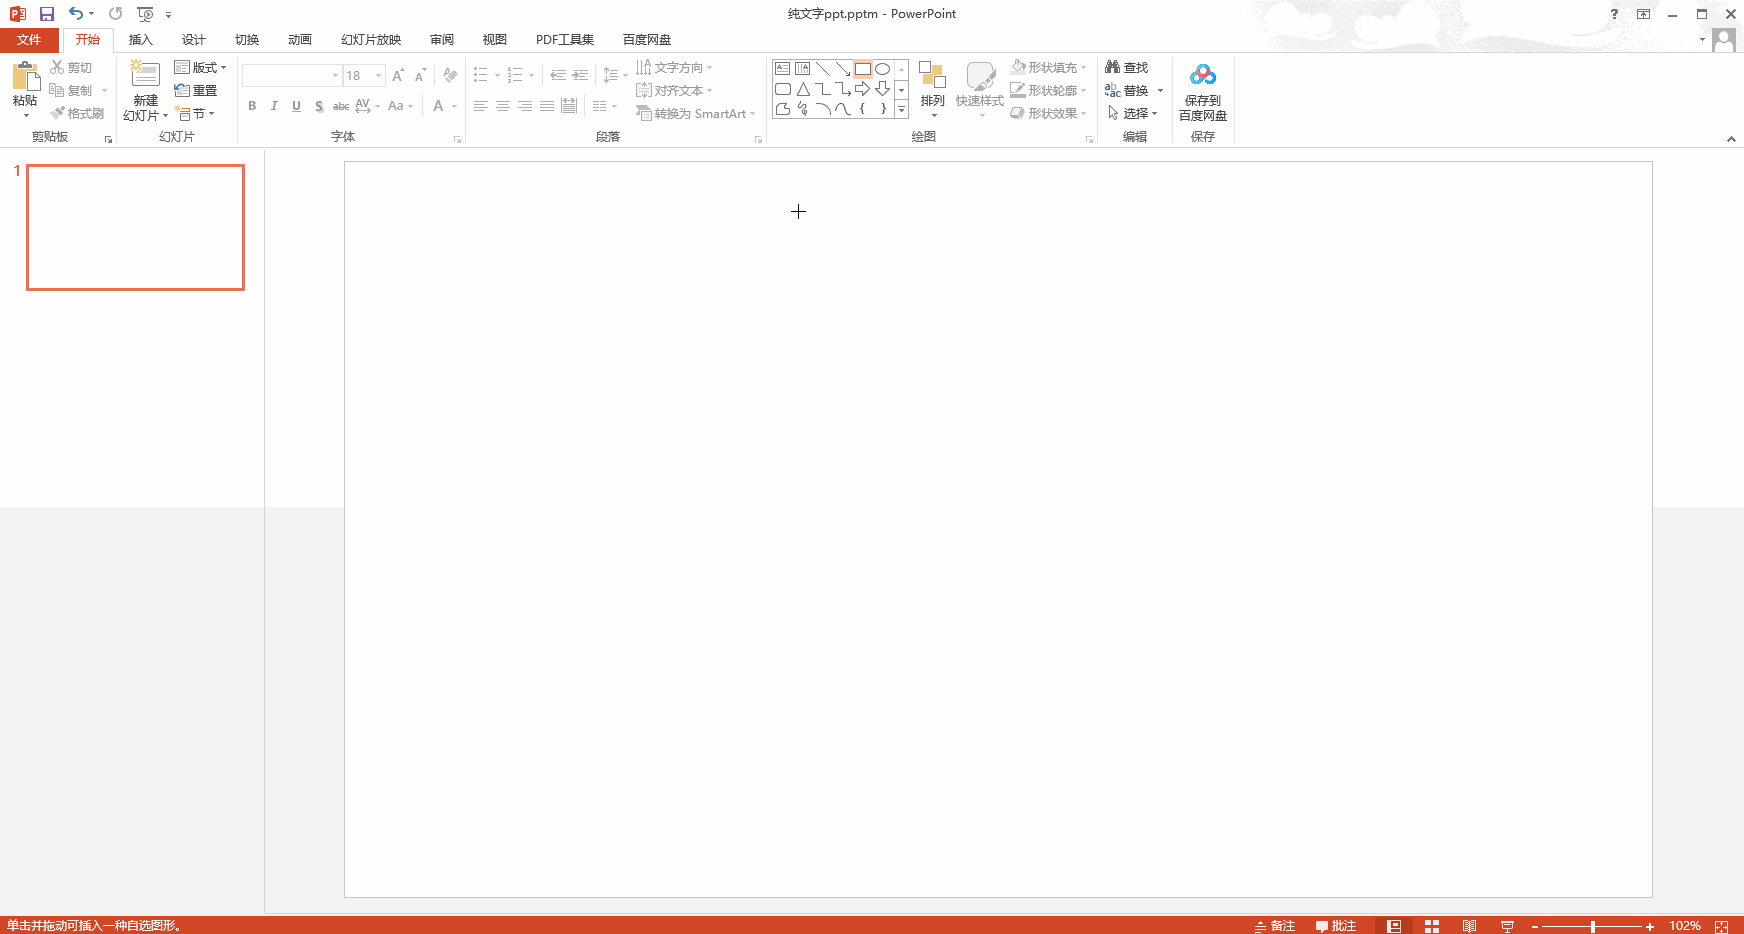 纯文字ppt.pptm - PowerPoint
?
文件 开始 插入 设计 切换 动画 幻灯片放映 审阅 视图 PDF工具集 百度网盘
粘贴
剪切
复制
格式刷
剪贴板
新建
幻灯片
版式
重置
节
幻灯片
18
A A
B I U S abc AV Aa A
字体
文字方向
对齐文本
转换为 SmartArt
段落
排列
快速样式
形状填充
形状轮廓
形状效果
绘图
查找
替换
选择
编辑
保存到
百度网盘
保存
1
单击并拖动可插入一种自选图形。
备注 批注 102%